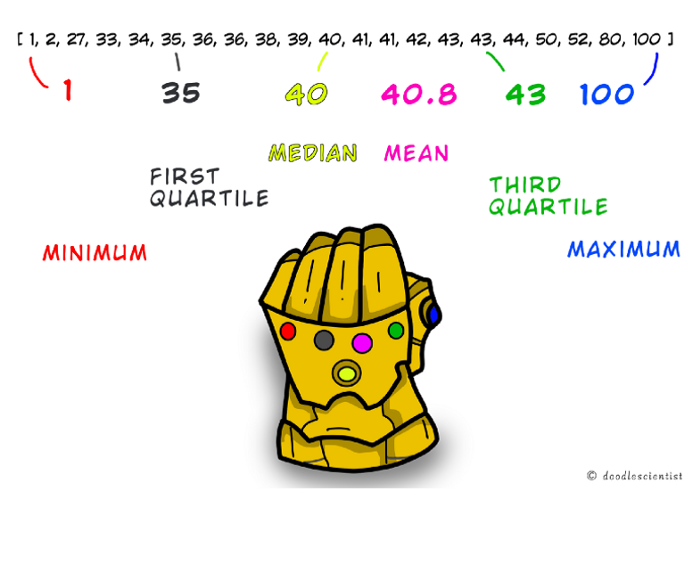 [ 1, 2, 27, 33, 34, 35, 36, 36, 38, 39, 40, 41, 41, 42, 43, 43, 44, 50, 52, 80, 100 ]
1 35 40 40.8 43 100
MEDIAN MEAN
FIRST
QUARTILE
THIRD
QUARTILE
MINIMUM
MAXIMUM
© doodlescientist